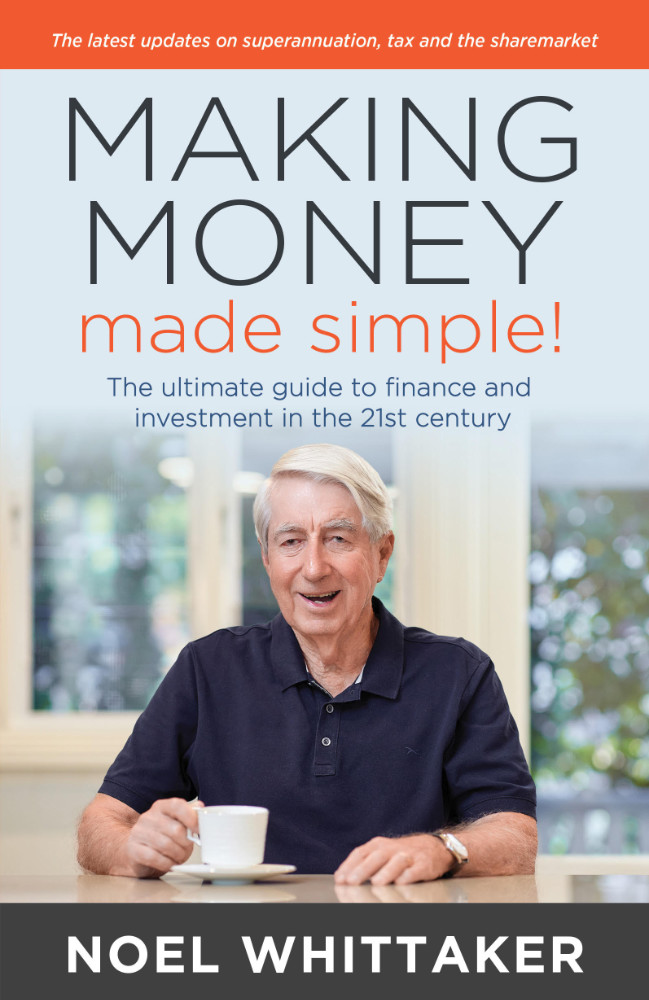 The latest updates on superannuation, tax and the sharemarket
MAKING
MONEY
made simple!
The ultimate guide to finance and
investment in the 21st century
NOEL WHITTAKER